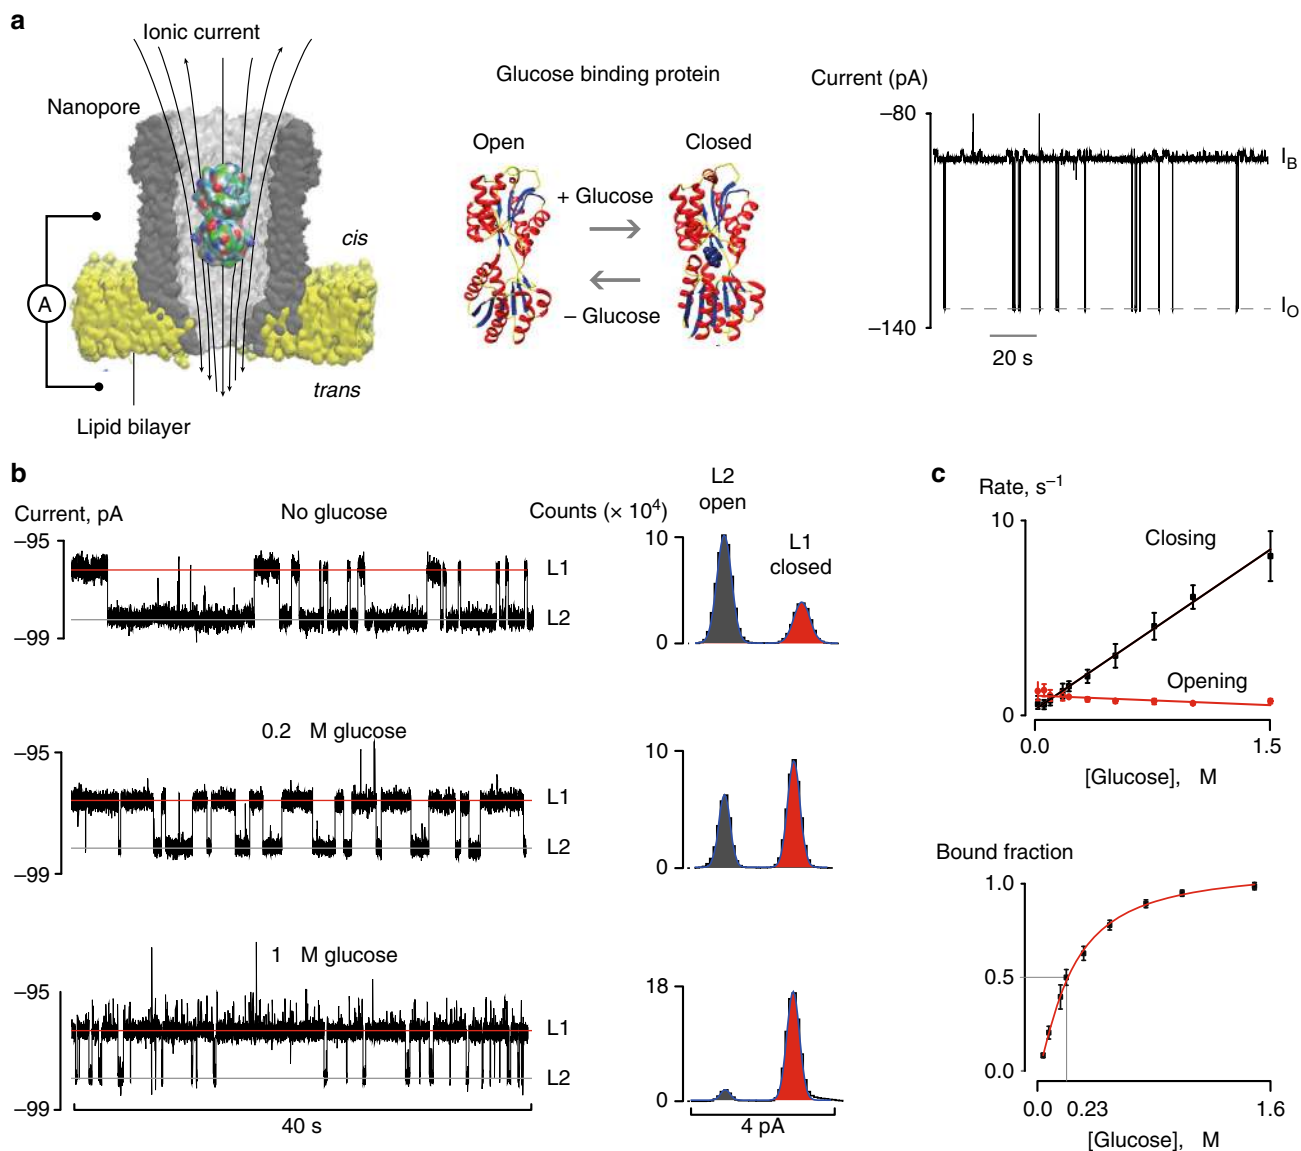 a
Ionic current
Nanopore
A
cis
trans
Lipid bilayer
Glucose binding protein
Open
Closed
+ Glucose
– Glucose
Current (pA)
–80
–140
I_B
I_O
20 s
b
Current, pA
No glucose
Counts (× 10⁴)
L2
open
L1
closed
–95
–99
L1
L2
10
0
0.2 M glucose
–95
–99
L1
L2
10
0
1 M glucose
–95
–99
L1
L2
18
0
40 s
4 pA
c
Rate, s⁻¹
10
0
Closing
Opening
0.0
1.5
[Glucose], M
Bound fraction
1.0
0.5
0.0
0.0 0.23 1.6
[Glucose], M